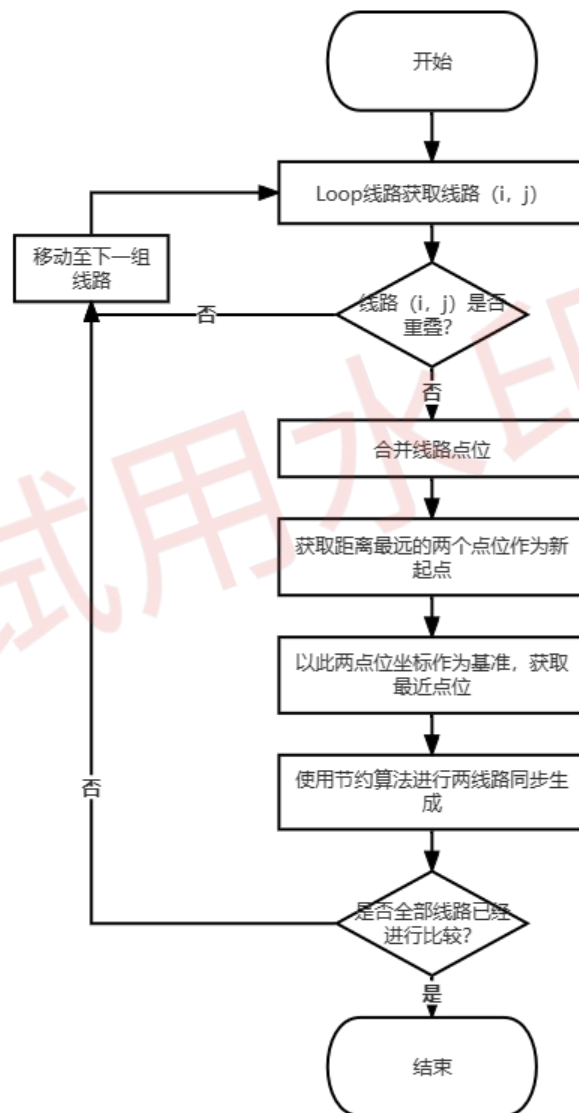 开始
Loop线路获取线路（i，j）
移动至下一组
线路
线路（i，j）是否
重叠？
否
否
合并线路点位
获取距离最远的两个点位作为新
起点
以此两点位坐标作为基准，获取
最近点位
使用节约算法进行两线路同步生
成
否
是否全部线路已经
进行比较？
是
结束
试用水印